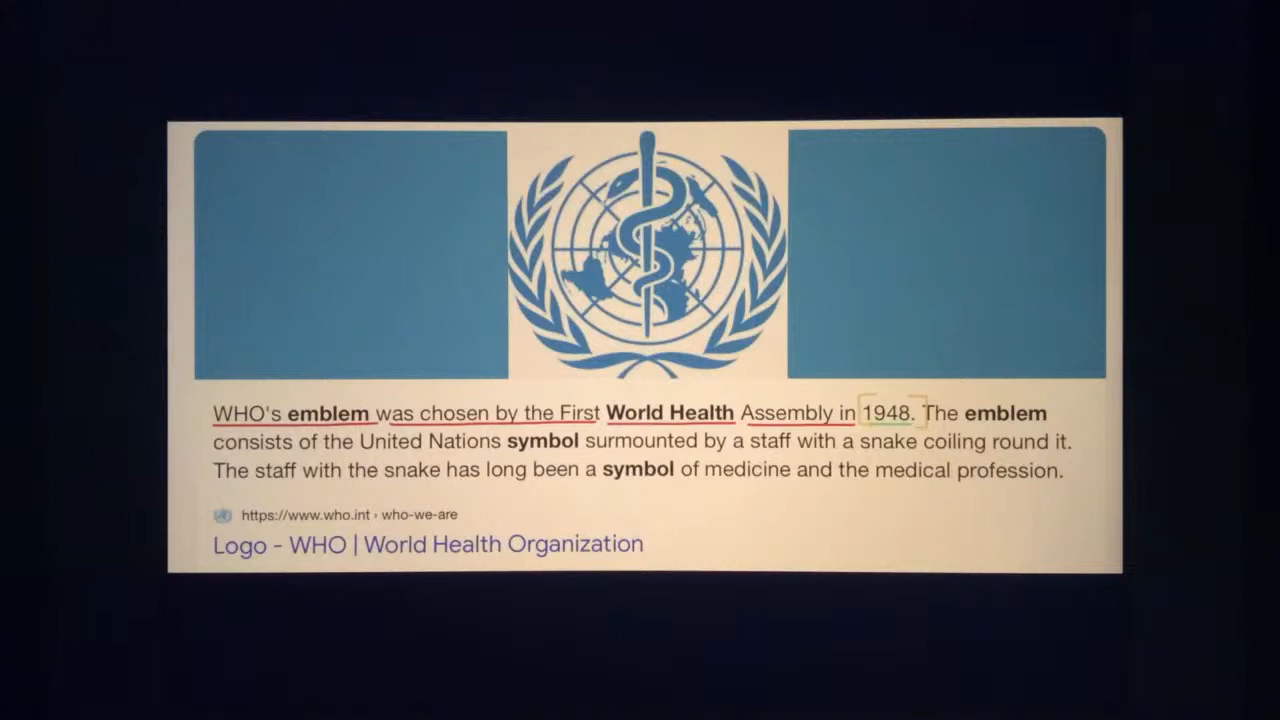 WHO's emblem was chosen by the First World Health Assembly in 1948. The emblem
consists of the United Nations symbol surmounted by a staff with a snake coiling round it.
The staff with the snake has long been a symbol of medicine and the medical profession.
https://www.who.int › who-we-are
Logo - WHO | World Health Organization